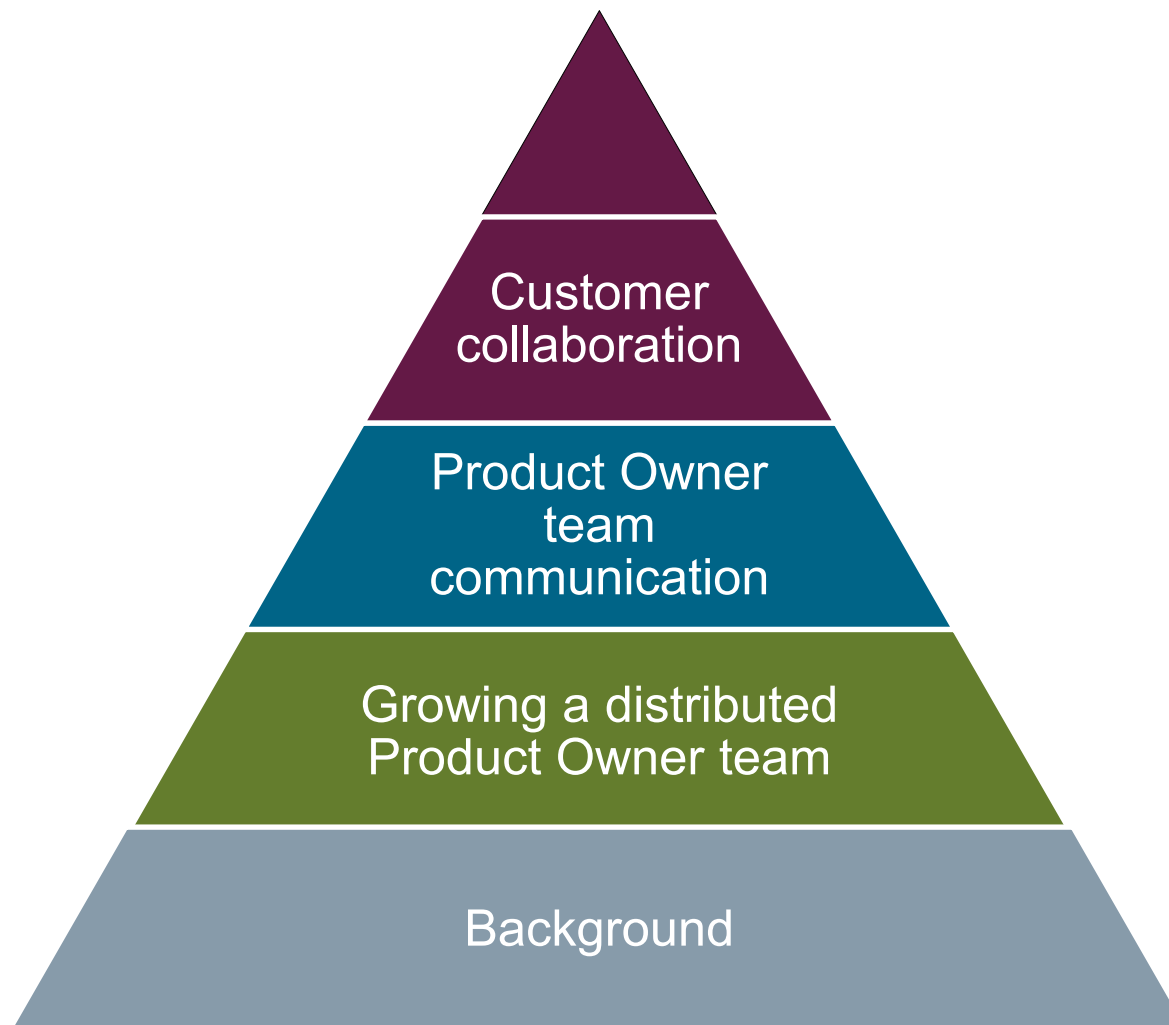 Customer
collaboration
Product Owner
team
communication
Growing a distributed
Product Owner team
Background